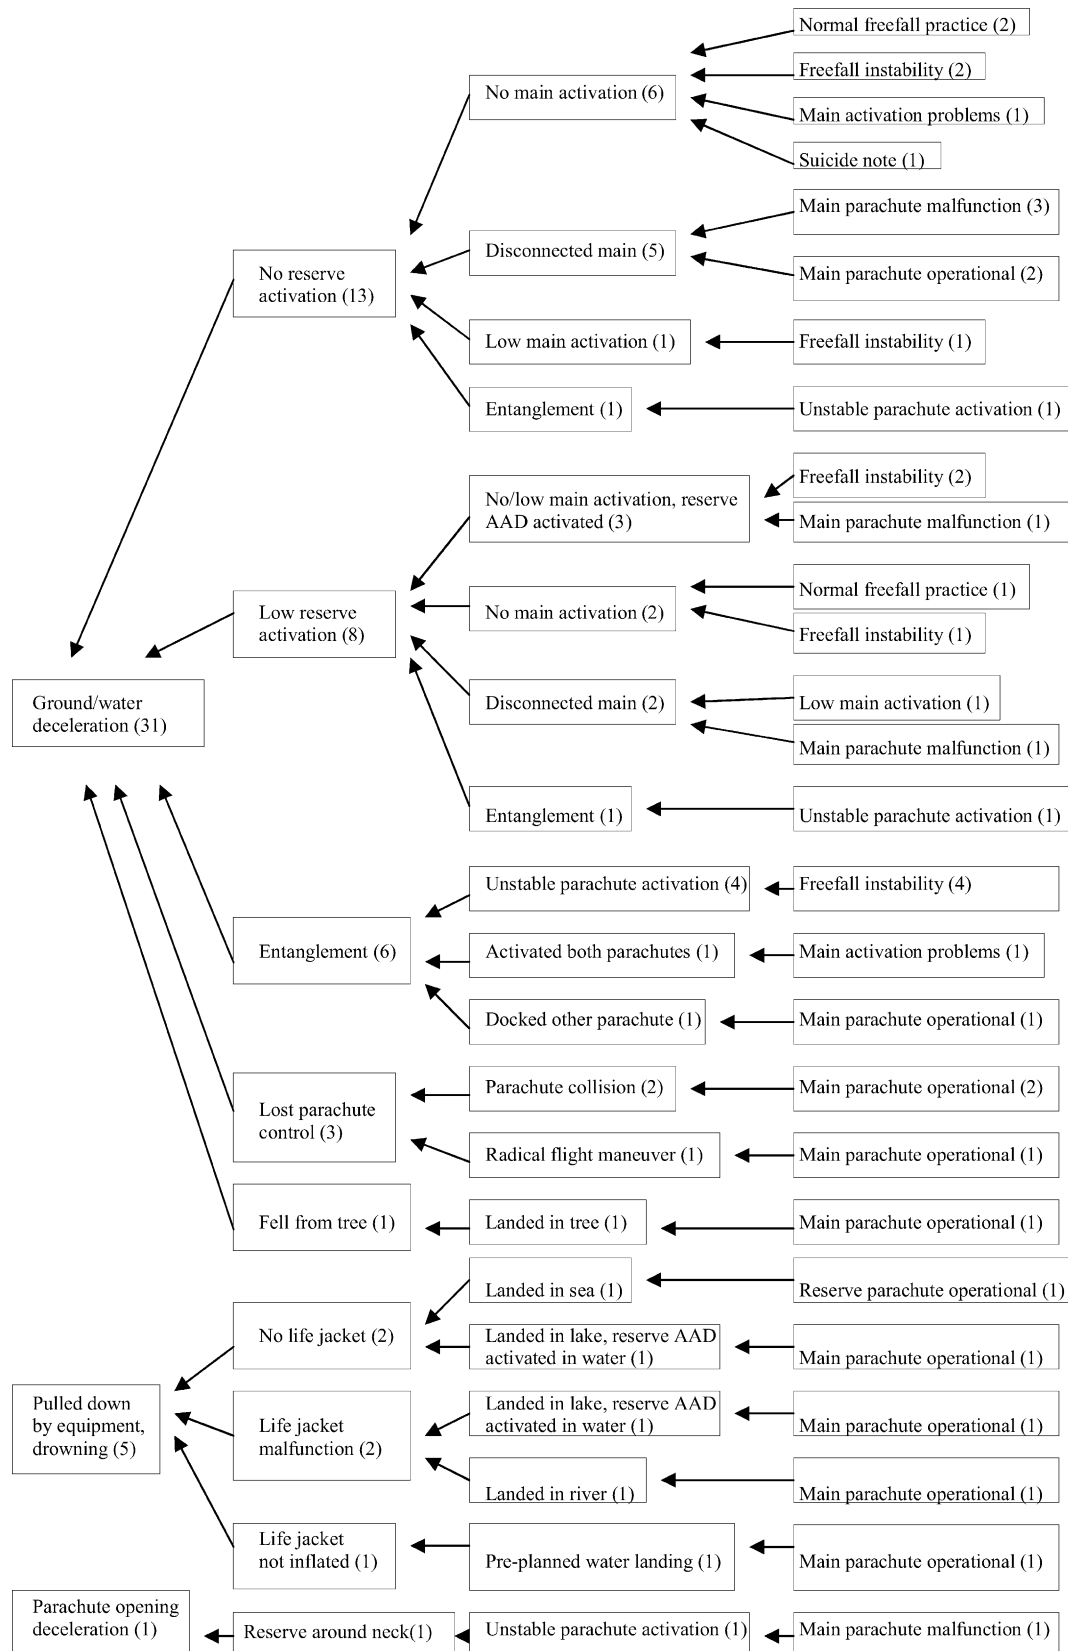 Normal freefall practice (2)
Freefall instability (2)
No main activation (6)
Main activation problems (1)
Suicide note (1)
Main parachute malfunction (3)
Disconnected main (5)
Main parachute operational (2)
No reserve
activation (13)
Low main activation (1)
Freefall instability (1)
Entanglement (1)
Unstable parachute activation (1)
Freefall instability (2)
No/low main activation, reserve
AAD activated (3)
Main parachute malfunction (1)
Normal freefall practice (1)
Low reserve
activation (8)
No main activation (2)
Freefall instability (1)
Ground/water
deceleration (31)
Disconnected main (2)
Low main activation (1)
Main parachute malfunction (1)
Entanglement (1)
Unstable parachute activation (1)
Unstable parachute activation (4)
Freefall instability (4)
Entanglement (6)
Activated both parachutes (1)
Main activation problems (1)
Docked other parachute (1)
Main parachute operational (1)
Parachute collision (2)
Main parachute operational (2)
Lost parachute
control (3)
Radical flight maneuver (1)
Main parachute operational (1)
Fell from tree (1)
Landed in tree (1)
Main parachute operational (1)
Landed in sea (1)
Reserve parachute operational (1)
No life jacket (2)
Landed in lake, reserve AAD
activated in water (1)
Main parachute operational (1)
Pulled down
by equipment,
drowning (5)
Life jacket
malfunction (2)
Landed in lake, reserve AAD
activated in water (1)
Main parachute operational (1)
Landed in river (1)
Main parachute operational (1)
Life jacket
not inflated (1)
Pre-planned water landing (1)
Main parachute operational (1)
Parachute opening
deceleration (1)
Reserve around neck(1)
Unstable parachute activation (1)
Main parachute malfunction (1)